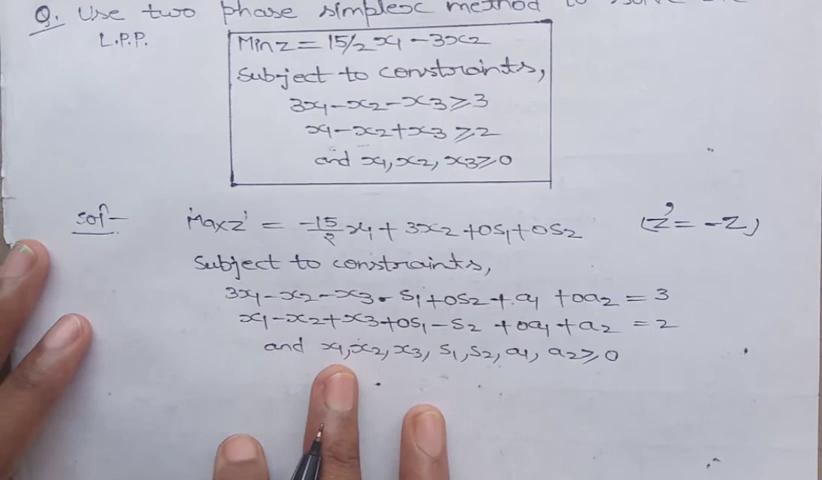 Q. Use two phase simplex method to solve the
L.P.P.
Min z = 15/2 x1 - 3x2
Subject to constraints,
3x1 - x2 - x3 ≥ 3
x1 - x2 + x3 ≥ 2
and x1, x2, x3 ≥ 0
Sol- Max z' = -15/2 x1 + 3x2 + 0s1 + 0s2 (z' = -z)
Subject to constraints,
3x1 - x2 - x3 - s1 + 0s2 + a1 + 0a2 = 3
x1 - x2 + x3 + 0s1 - s2 + 0a1 + a2 = 2
and x1, x2, x3, s1, s2, a1, a2 ≥ 0